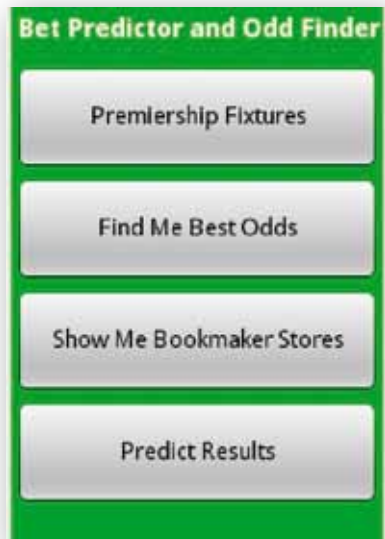 Bet Predictor and Odd Finder
Premiership Fixtures
Find Me Best Odds
Show Me Bookmaker Stores
Predict Results